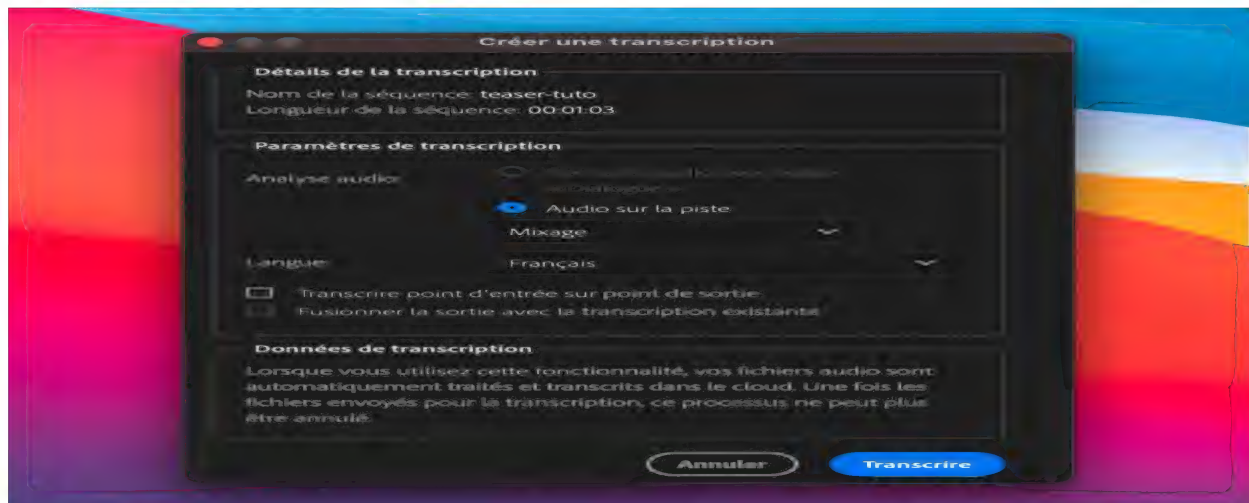 Créer une transcription
Détails de la transcription
Nom de la séquence: teaser-tuto
Longueur de la séquence: 00:01:03
Paramètres de transcription
Analyse audio:
« Dialogue »
Audio sur la piste
Mixage
Langue:
Français
Transcrire point d'entrée sur point de sortie
Fusionner la sortie avec la transcription existante
Données de transcription
Lorsque vous utilisez cette fonctionnalité, vos fichiers audio sont
automatiquement traités et transcrits dans le cloud. Une fois les
fichiers envoyés pour la transcription, ce processus ne peut plus
être annulé.
Annuler
Transcrire